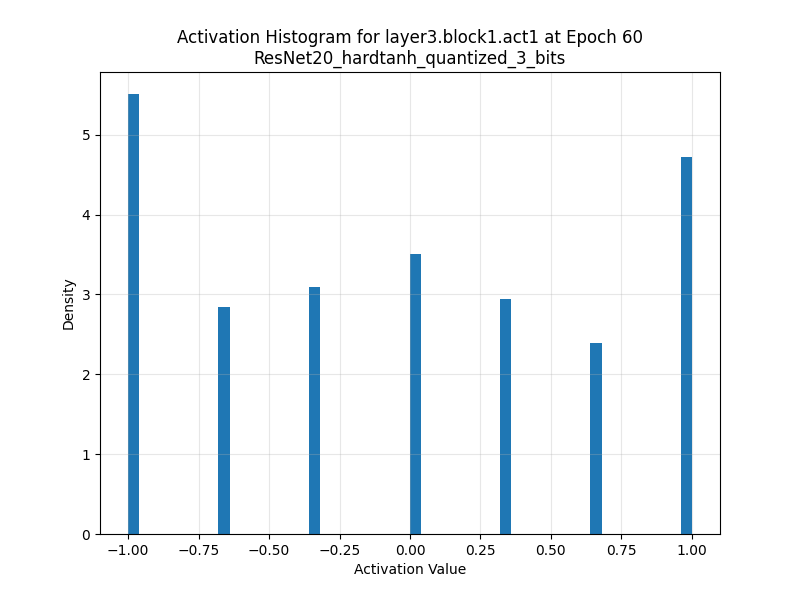 Activation Histogram for layer3.block1.act1 at Epoch 60
ResNet20_hardtanh_quantized_3_bits
Density
5
4
3
2
1
0
−1.00 −0.75 −0.50 −0.25 0.00 0.25 0.50 0.75 1.00
Activation Value